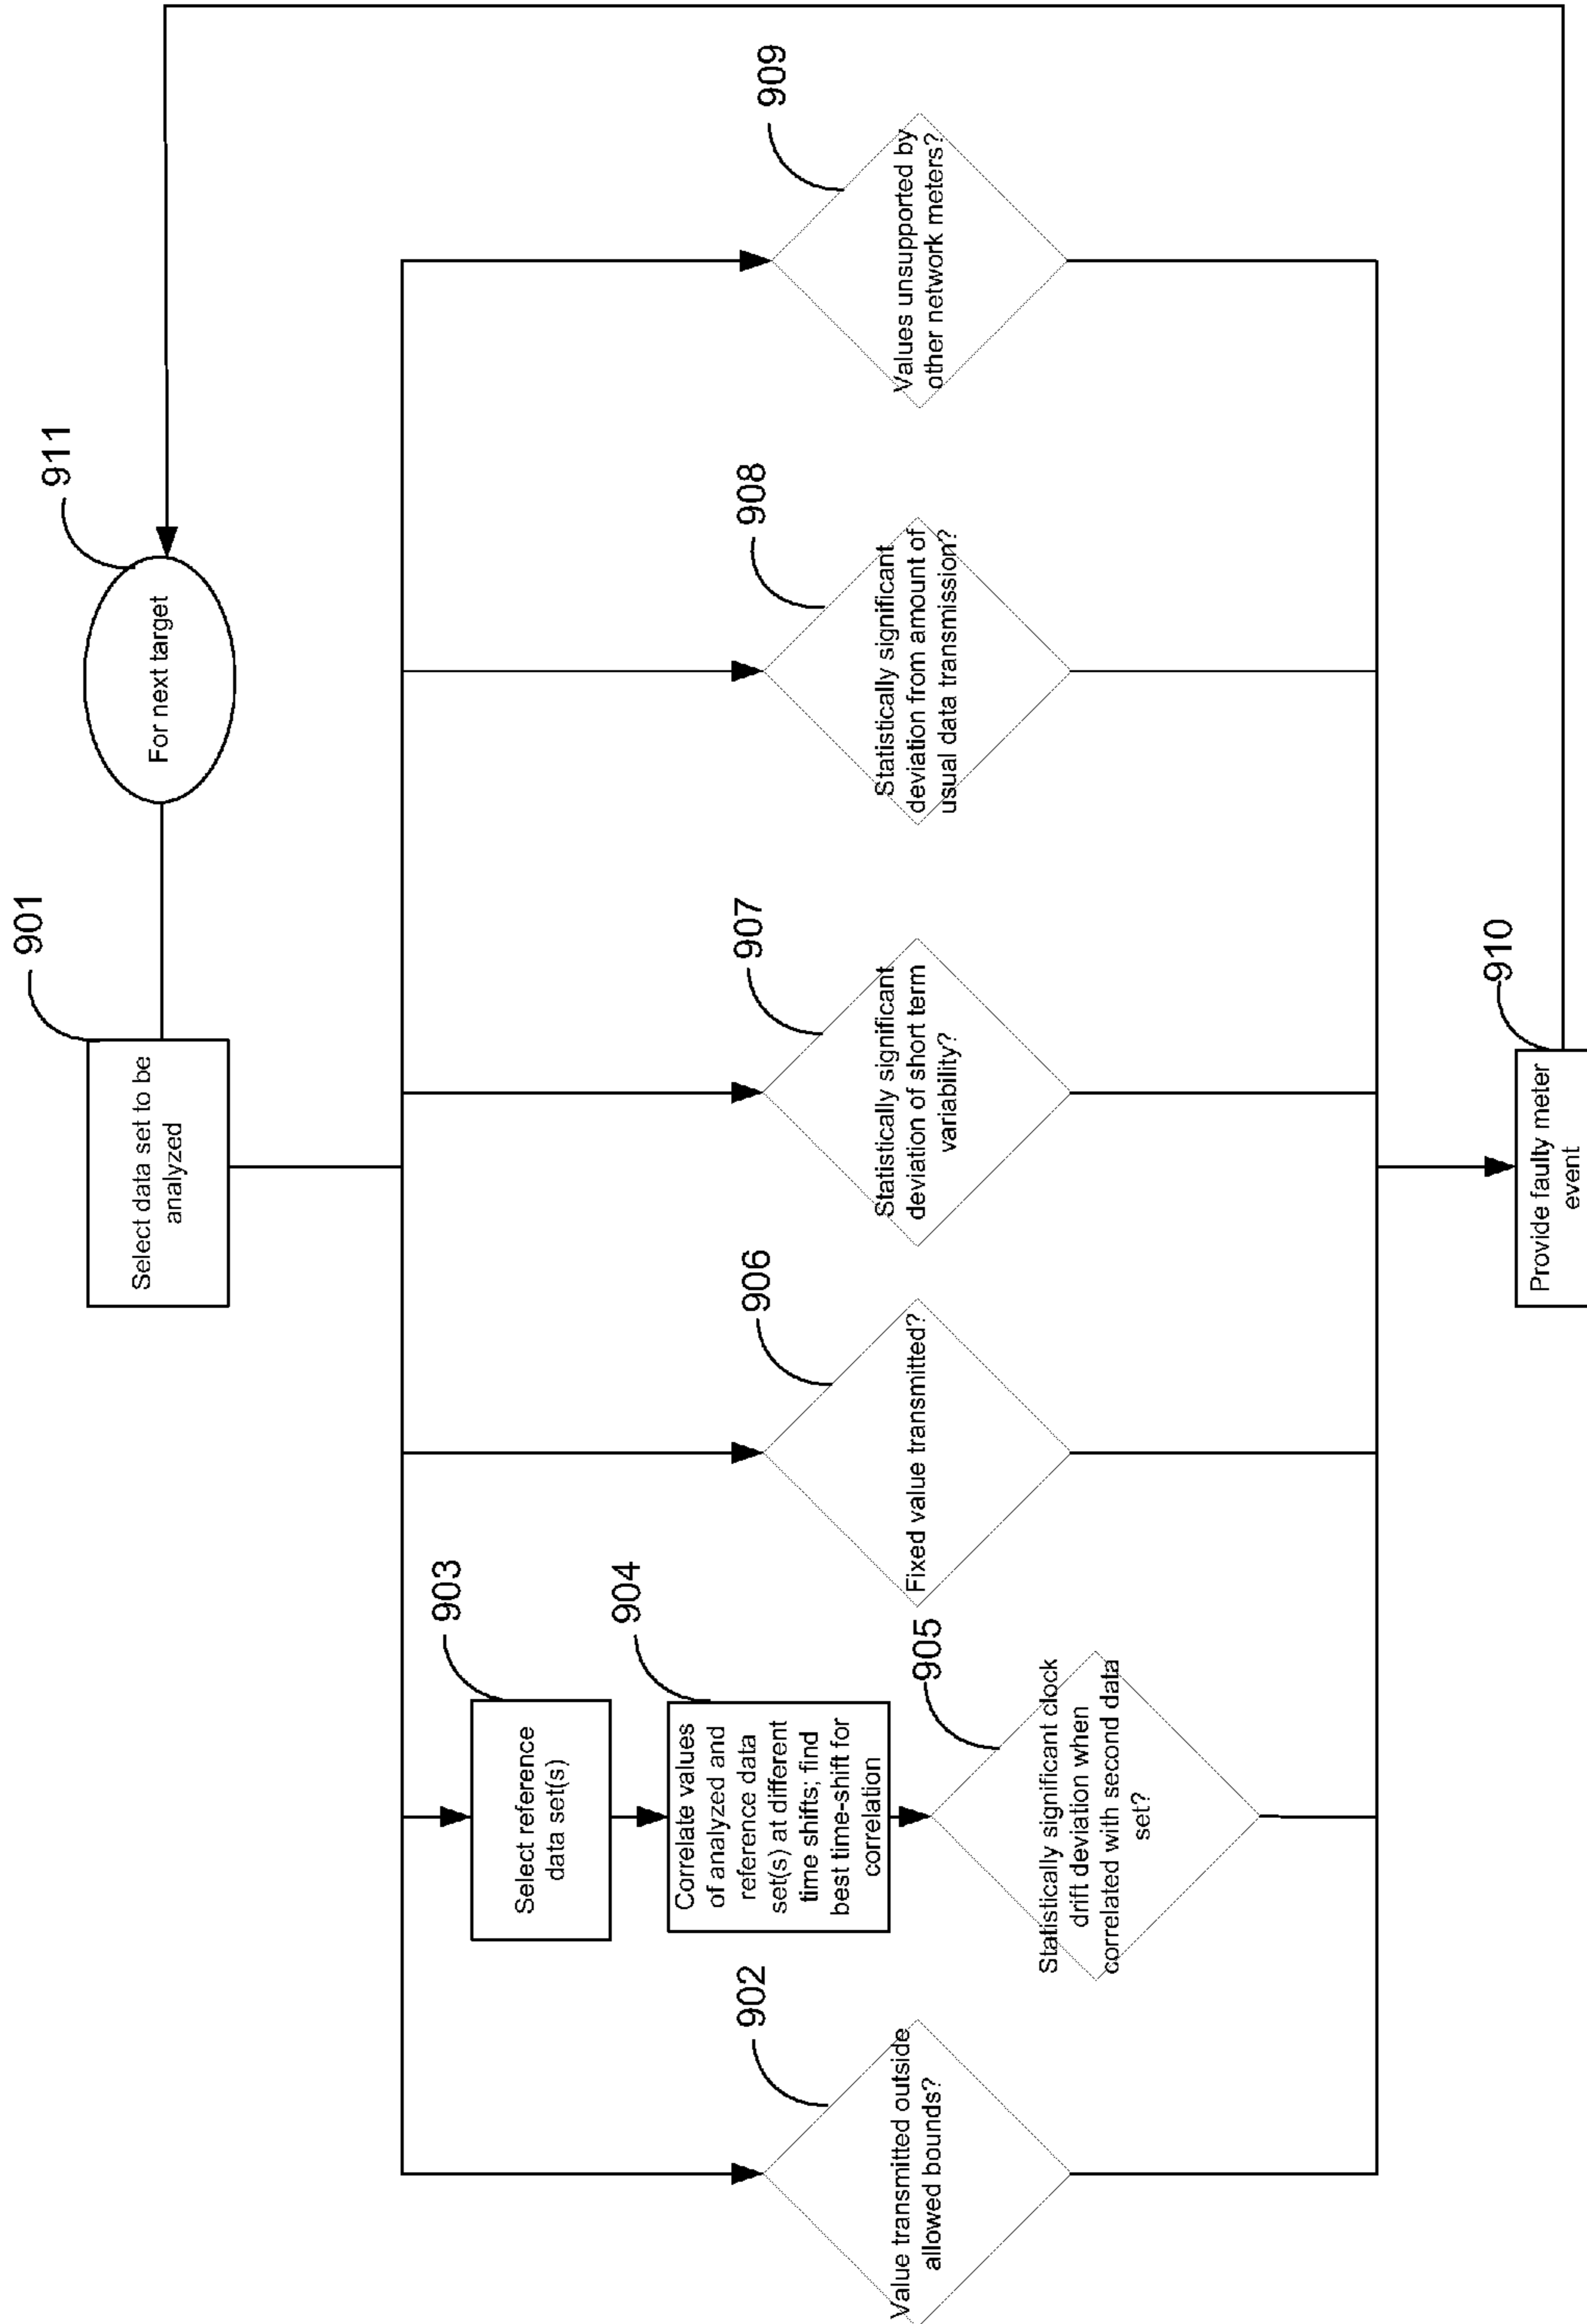 901
Select data set to be
analyzed
911
For next target
902
Value transmitted outside
allowed bounds?
903
Select reference
data set(s)
904
Correlate values
of analyzed and
reference data
set(s) at different
time shifts; find
best time-shift for
correlation
905
Statistically significant clock
drift deviation when
correlated with second data
set?
906
Fixed value transmitted?
907
Statistically significant
deviation of short term
variability?
908
Statistically significant
deviation from amount of
usual data transmission?
909
Values unsupported by
other network meters?
910
Provide faulty meter
event